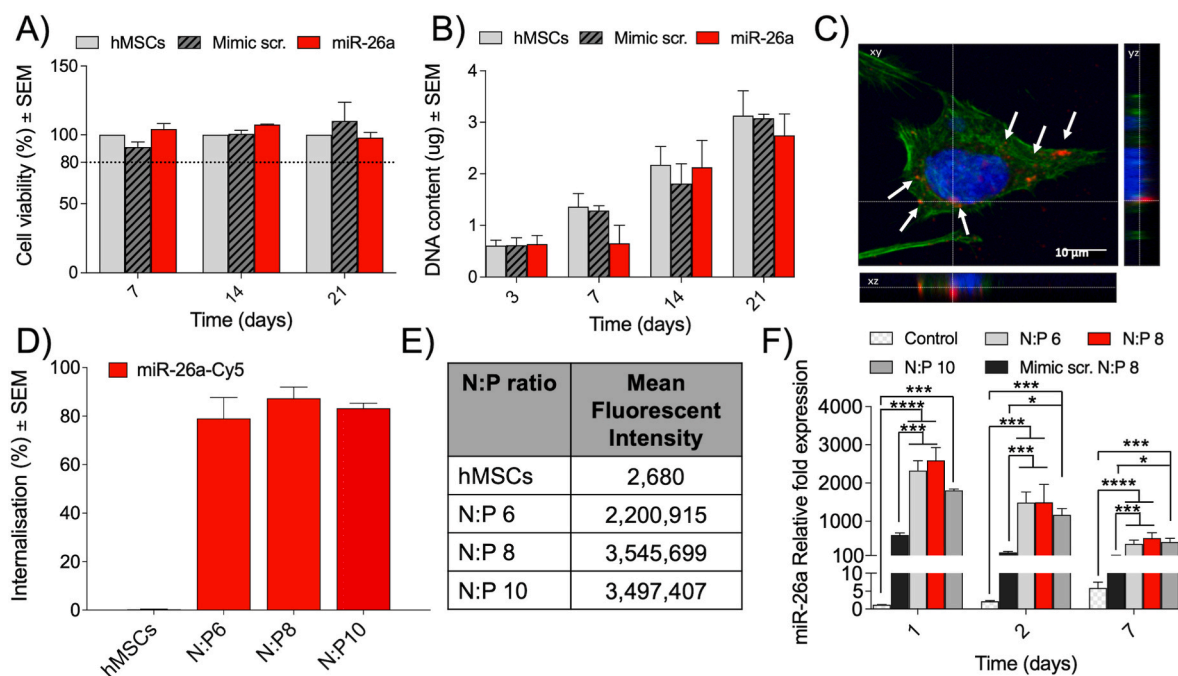 A)
hMSCs Mimic scr. miR-26a
Cell viability (%) ± SEM
150
100
80
50
0
7 14 21
Time (days)
B)
hMSCs Mimic scr. miR-26a
DNA content (ug) ± SEM
4
3
2
1
0
3 7 14 21
Time (days)
C)
xy
yz
10 µm
xz
D)
miR-26a-Cy5
Internalisation (%) ± SEM
100
80
60
40
20
0
hMSCs N:P6 N:P8 N:P10
E)
N:P ratio Mean
Fluorescent
Intensity
hMSCs 2,680
N:P 6 2,200,915
N:P 8 3,545,699
N:P 10 3,497,407
F)
Control N:P 6 N:P 8
N:P 10 Mimic scr. N:P 8
miR-26a Relative fold expression
4000
3000
2000
1000
100
10
5
0
***
****
***
***
*
***
***
***
*
****
***
1 2 7
Time (days)